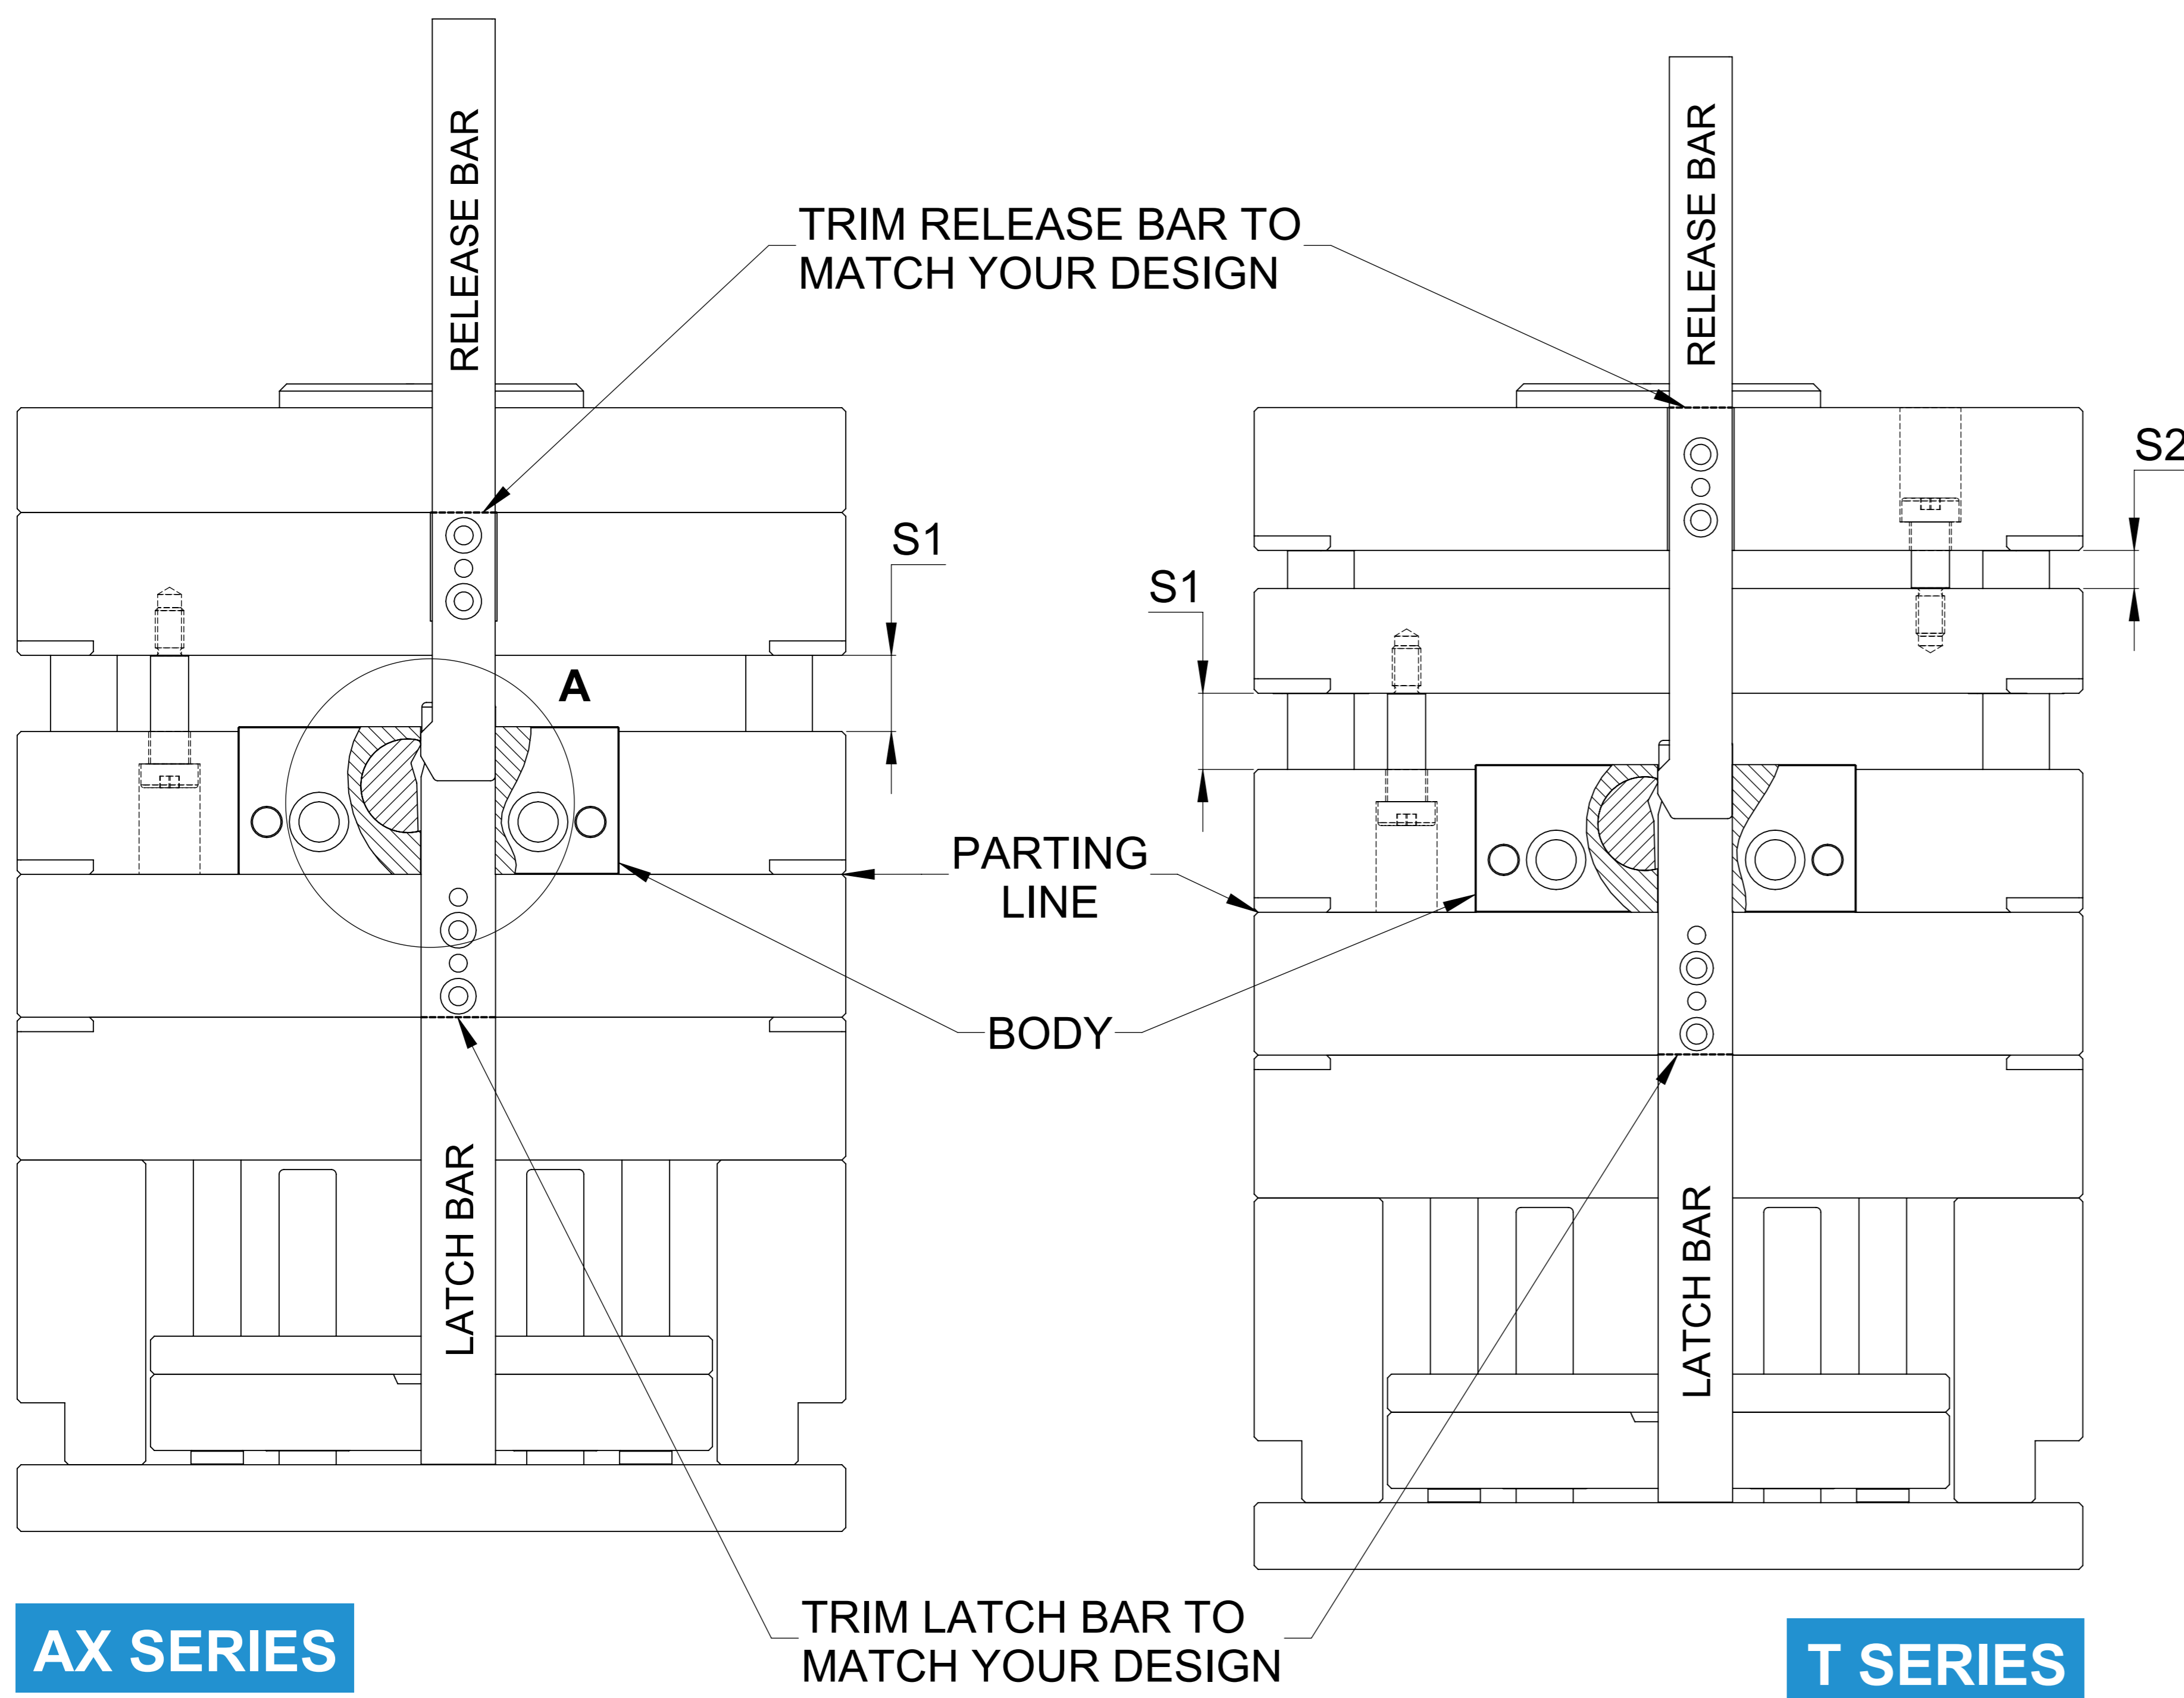 RELEASE BAR
RELEASE BAR
TRIM RELEASE BAR TO
MATCH YOUR DESIGN
S2
S1
S1
A
PARTING
LINE
BODY
LATCH BAR
LATCH BAR
TRIM LATCH BAR TO
MATCH YOUR DESIGN
AX SERIES
T SERIES